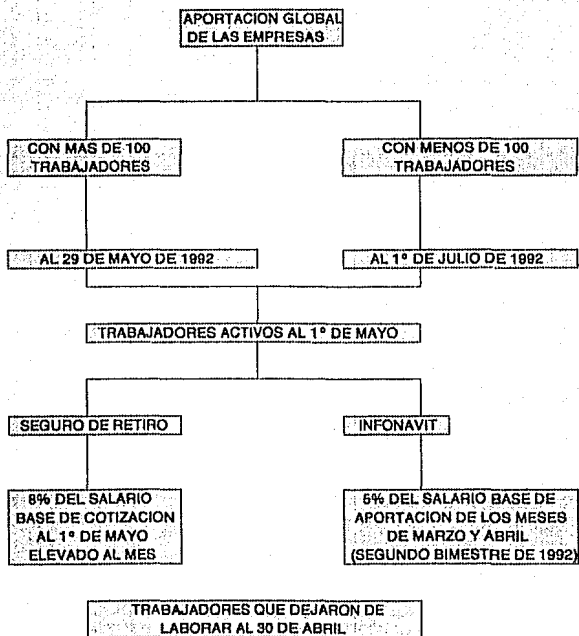 APORTACION GLOBAL
DE LAS EMPRESAS
CON MAS DE 100
TRABAJADORES
CON MENOS DE 100
TRABAJADORES
AL 29 DE MAYO DE 1992
AL 1º DE JULIO DE 1992
TRABAJADORES ACTIVOS AL 1º DE MAYO
SEGURO DE RETIRO
INFONAVIT
8% DEL SALARIO
BASE DE COTIZACION
AL 1º DE MAYO
ELEVADO AL MES
5% DEL SALARIO BASE DE
APORTACION DE LOS MESES
DE MARZO Y ABRIL
(SEGUNDO BIMESTRE DE 1992)
TRABAJADORES QUE DEJARON DE
LABORAR AL 30 DE ABRIL